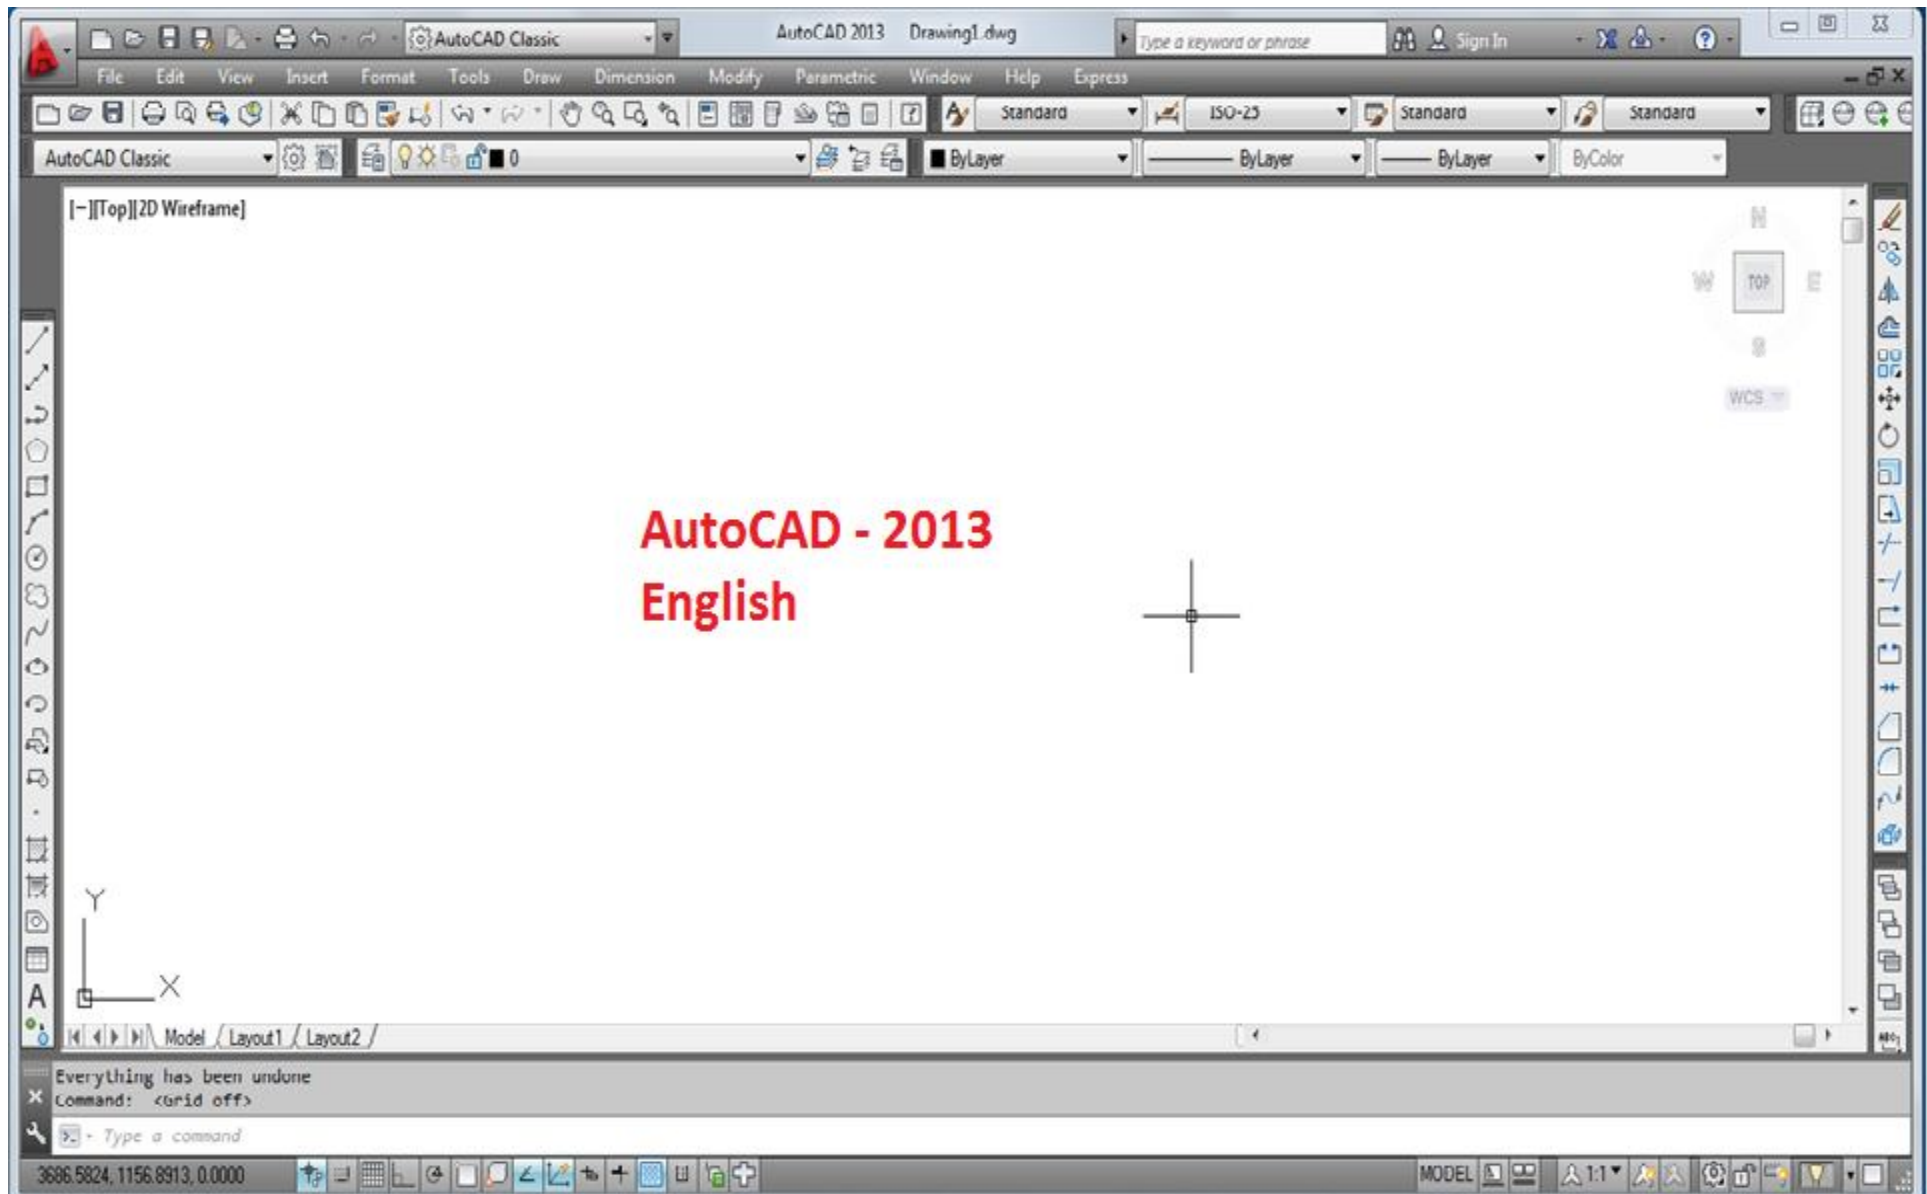 AutoCAD Classic
AutoCAD 2013 Drawing1.dwg
Type a keyword or phrase
Sign In
File Edit View Insert Format Tools Draw Dimension Modify Parametric Window Help Express
Standard ISO-25 Standard Standard
AutoCAD Classic 0 ByLayer ByLayer ByLayer ByColor
[−][Top][2D Wireframe]
N
W TOP E
S
WCS
AutoCAD - 2013
English
Y
X
A
Model Layout1 Layout2
Everything has been undone
Command: <Grid off>
Type a command
3686.5824, 1156.8913, 0.0000 MODEL 1:1